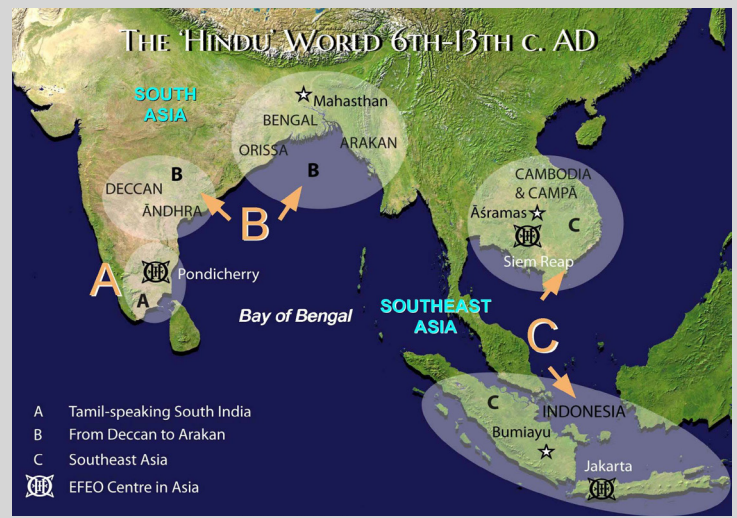 The 'Hindu' World 6th-13th c. AD
SOUTH
ASIA
Mahasthan
BENGAL
ORISSA
ARAKAN
B
B
DECCAN
ĀNDHRA
B
CAMBODIA
& CAMPĀ
Āśramas
C
Siem Reap
A
Pondicherry
A
Bay of Bengal
SOUTHEAST
ASIA
C
C
INDONESIA
Bumiayu
Jakarta
A Tamil-speaking South India
B From Deccan to Arakan
C Southeast Asia
EFEO Centre in Asia